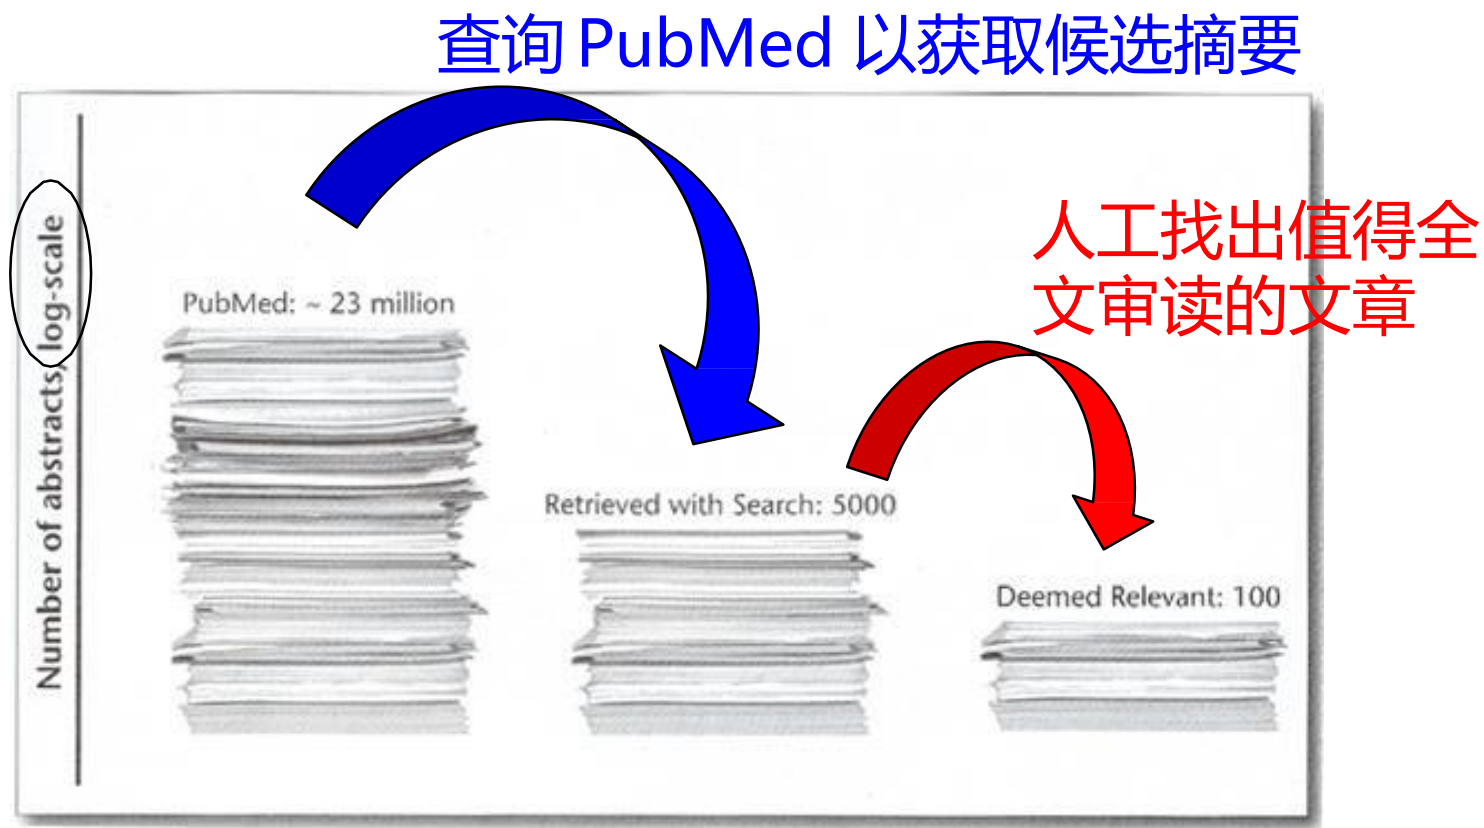 查询 PubMed 以获取候选摘要
人工找出值得全
文审读的文章
Number of abstracts, log-scale
PubMed: ~ 23 million
Retrieved with Search: 5000
Deemed Relevant: 100